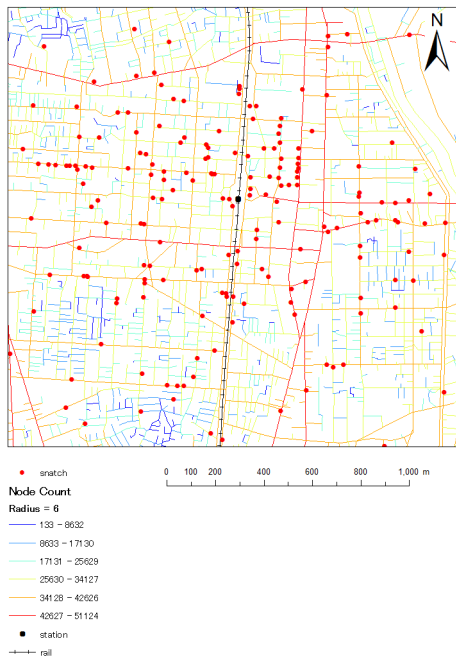 N
snatch
0 100 200 400 600 800 1,000 m
Node Count
Radius = 6
133 - 8632
8633 - 17130
17131 - 25629
25630 - 34127
34128 - 42626
42627 - 51124
station
rail